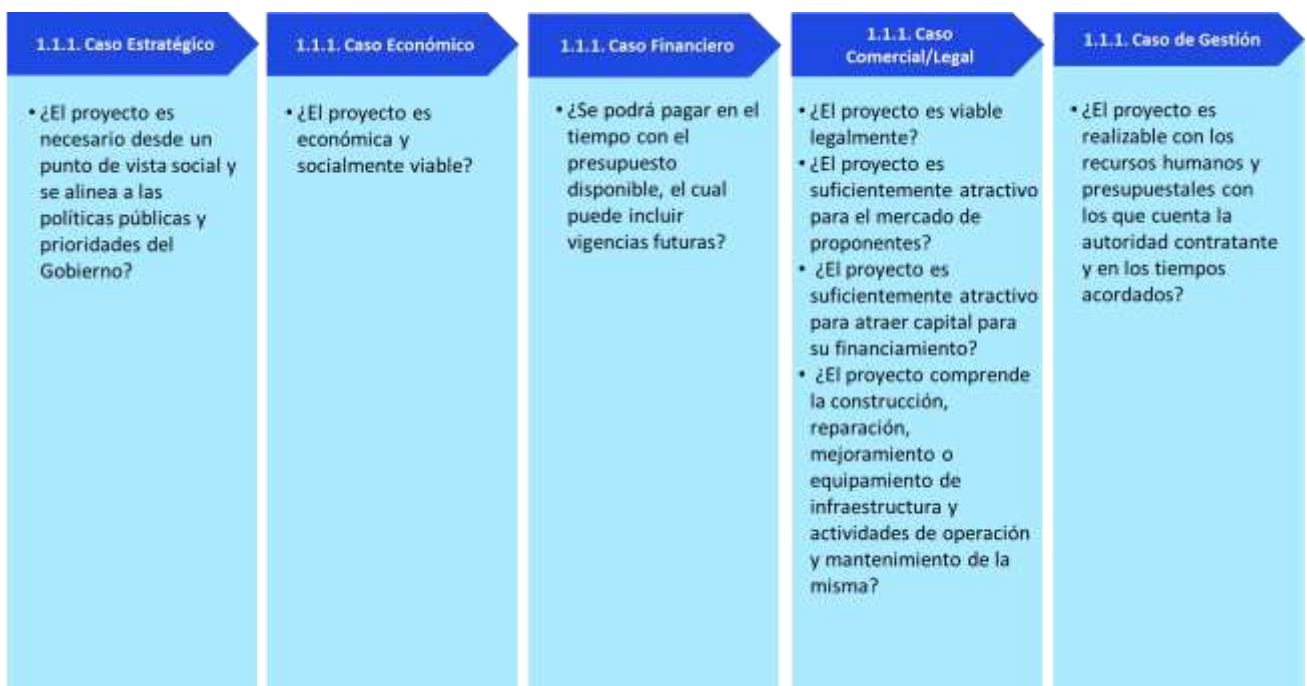 1.1.1. Caso Estratégico
• ¿El proyecto es
necesario desde un
punto de vista social y
se alinea a las
políticas públicas y
prioridades del
Gobierno?
1.1.1. Caso Económico
• ¿El proyecto es
económica y
socialmente viable?
1.1.1. Caso Financiero
• ¿Se podrá pagar en el
tiempo con el
presupuesto
disponible, el cual
puede incluir
vigencias futuras?
1.1.1. Caso
Comercial/Legal
• ¿El proyecto es viable
legalmente?
• ¿El proyecto es
suficientemente atractivo
para el mercado de
proponentes?
• ¿El proyecto es
suficientemente atractivo
para atraer capital para
su financiamiento?
• ¿El proyecto comprende
la construcción,
reparación,
mejoramiento o
equipamiento de
infraestructura y
actividades de operación
y mantenimiento de la
misma?
1.1.1. Caso de Gestión
• ¿El proyecto es
realizable con los
recursos humanos y
presupuestales con
los que cuenta la
autoridad contratante
y en los tiempos
acordados?